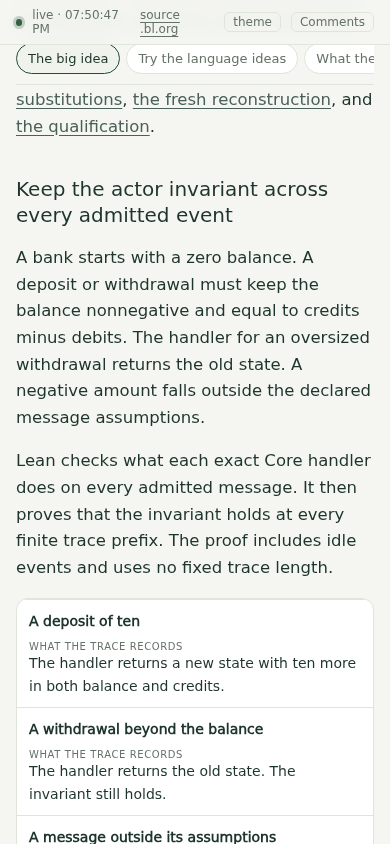 live · 07:50:47 PM
source.bl.org
theme
Comments
The big idea
Try the language ideas
What the
substitutions, the fresh reconstruction, and
the qualification.
Keep the actor invariant across
every admitted event
A bank starts with a zero balance. A
deposit or withdrawal must keep the
balance nonnegative and equal to credits
minus debits. The handler for an oversized
withdrawal returns the old state. A
negative amount falls outside the declared
message assumptions.
Lean checks what each exact Core handler
does on every admitted message. It then
proves that the invariant holds at every
finite trace prefix. The proof includes idle
events and uses no fixed trace length.
A deposit of ten
WHAT THE TRACE RECORDS
The handler returns a new state with ten more
in both balance and credits.
A withdrawal beyond the balance
WHAT THE TRACE RECORDS
The handler returns the old state. The
invariant still holds.
A message outside its assumptions